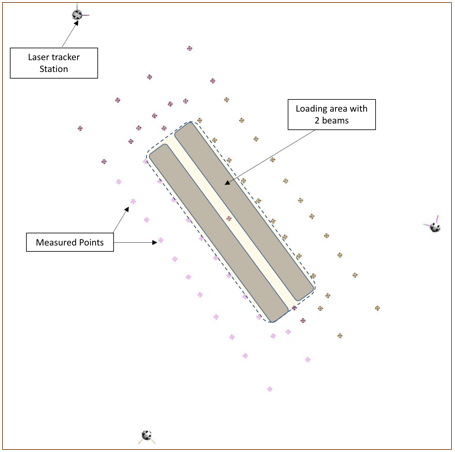 Laser tracker
Station
Loading area with
2 beams
Measured Points